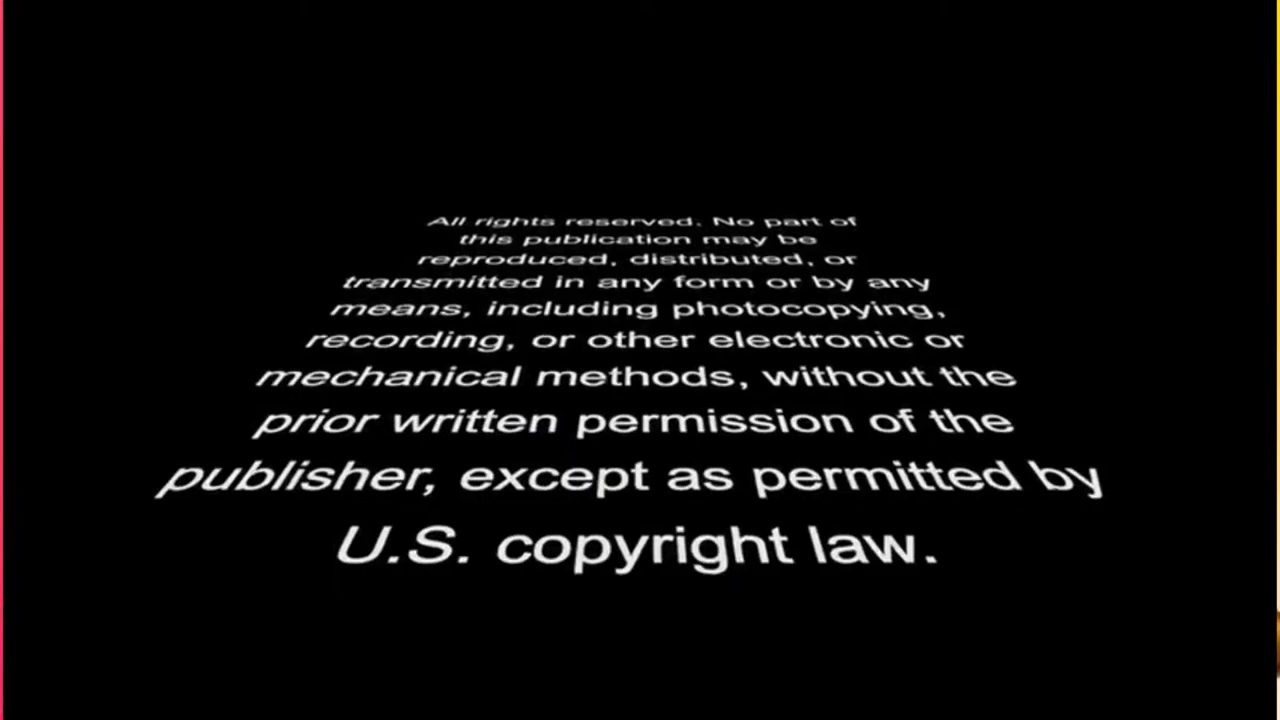 All rights reserved. No part of
this publication may be
reproduced, distributed, or
transmitted in any form or by any
means, including photocopying,
recording, or other electronic or
mechanical methods, without the
prior written permission of the
publisher, except as permitted by
U.S. copyright law.